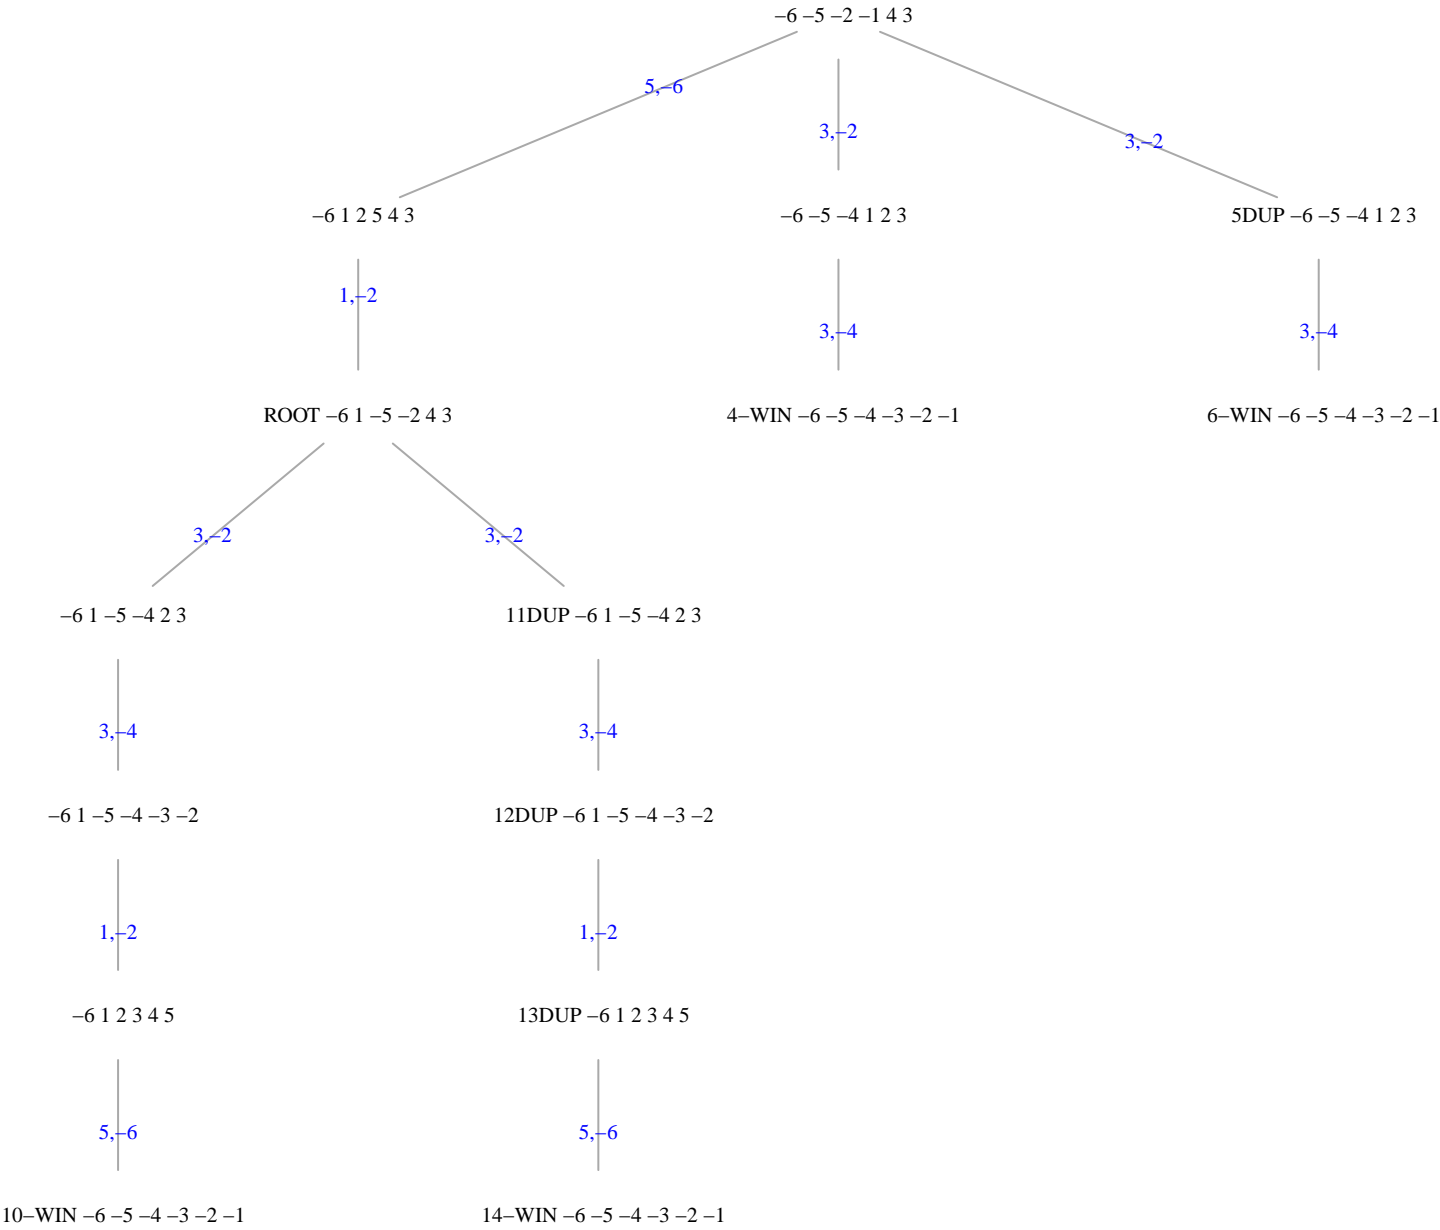 –6 –5 –2 –1 4 3
5,–6
3,–2
3,–2
–6 1 2 5 4 3
–6 –5 –4 1 2 3
5DUP –6 –5 –4 1 2 3
1,–2
3,–4
3,–4
ROOT –6 1 –5 –2 4 3
4–WIN –6 –5 –4 –3 –2 –1
6–WIN –6 –5 –4 –3 –2 –1
3,–2
3,–2
–6 1 –5 –4 2 3
11DUP –6 1 –5 –4 2 3
3,–4
3,–4
–6 1 –5 –4 –3 –2
12DUP –6 1 –5 –4 –3 –2
1,–2
1,–2
–6 1 2 3 4 5
13DUP –6 1 2 3 4 5
5,–6
5,–6
10–WIN –6 –5 –4 –3 –2 –1
14–WIN –6 –5 –4 –3 –2 –1